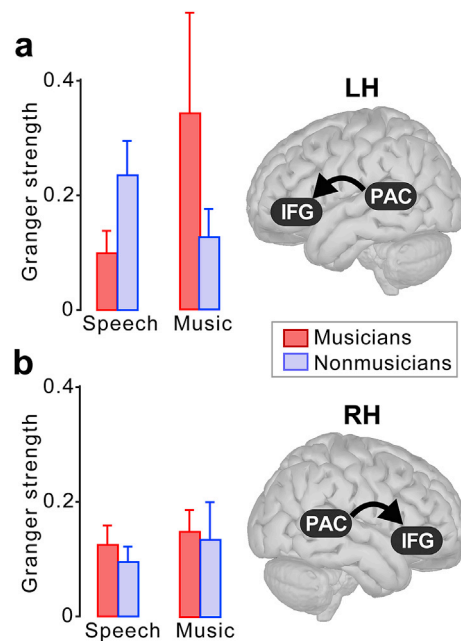 a
Granger strength
0.4
0.2
0
Speech Music
LH
IFG
PAC
Musicians
Nonmusicians
b
Granger strength
0.4
0.2
0
Speech Music
RH
PAC
IFG